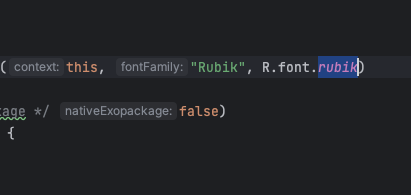 ( context: this, fontFamily: "Rubik", R.font.rubik)
tage */ nativeExopackage: false)
{